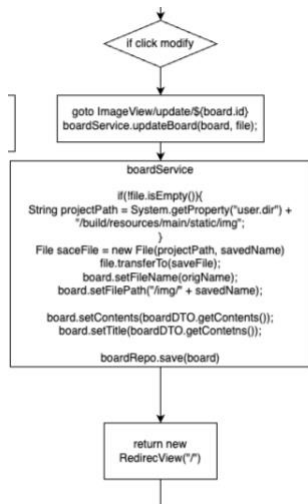 if click modify
goto ImageView/update/${board.id}
boardService.updateBoard(board, file);
boardService
if(!file.isEmpty()){
String projectPath = System.getProperty("user.dir") +
"/build/resources/main/static/img";
}
File saceFile = new File(projectPath, savedName)
file.transferTo(saveFile);
board.setFileName(origName);
board.setFilePath("/img/" + savedName);
board.setContents(boardDTO.getContents());
board.setTitle(boardDTO.getContetns());
boardRepo.save(board)
return new
RedirecView("/")